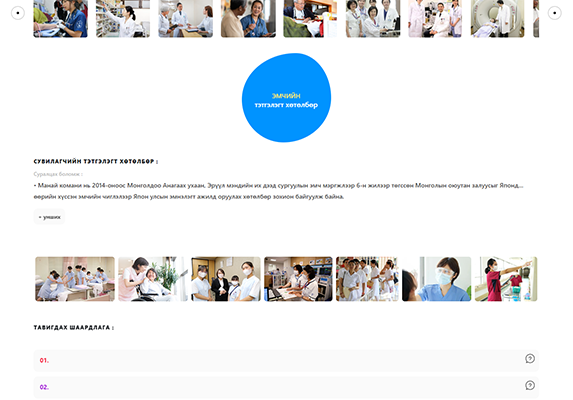 ЭМЧИЙН
тэтгэлэгт хөтөлбөр
СУВИЛАГЧИЙН ТЭТГЭЛЭГТ ХӨТӨЛБӨР :
Суралцах боломж :
• Манай компани нь 2014-оноос Монголдоо Анагаах ухаан, Эрүүл мэндийн их дээд сургуулийн эмч мэргэжлээр 6-н жилээр төгссөн Монголын оюутан залуусыг Японд...
өөрийн хүссэн эмчийн чиглэлээр Япон улсын эмнэлэгт ажилд оруулах хөтөлбөр зохион байгуулж байна.
+ унших
ТАВИГДАХ ШААРДЛАГА :
01.
02.